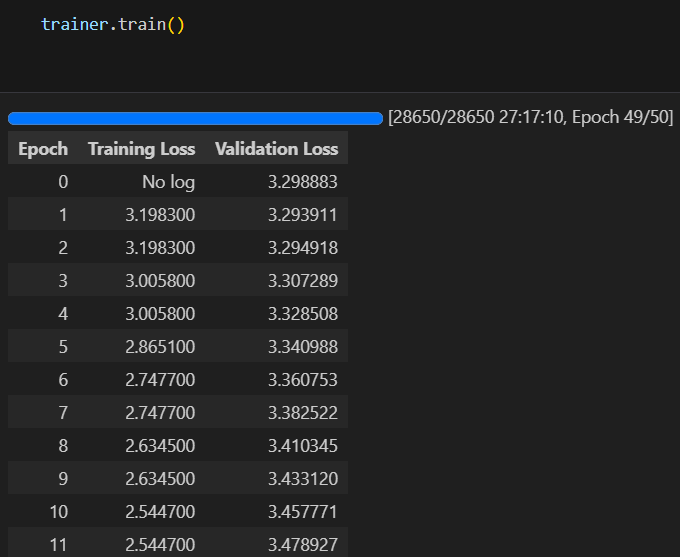 trainer.train()
[28650/28650 27:17:10, Epoch 49/50]
Epoch Training Loss Validation Loss
0 No log 3.298883
1 3.198300 3.293911
2 3.198300 3.294918
3 3.005800 3.307289
4 3.005800 3.328508
5 2.865100 3.340988
6 2.747700 3.360753
7 2.747700 3.382522
8 2.634500 3.410345
9 2.634500 3.433120
10 2.544700 3.457771
11 2.544700 3.478927